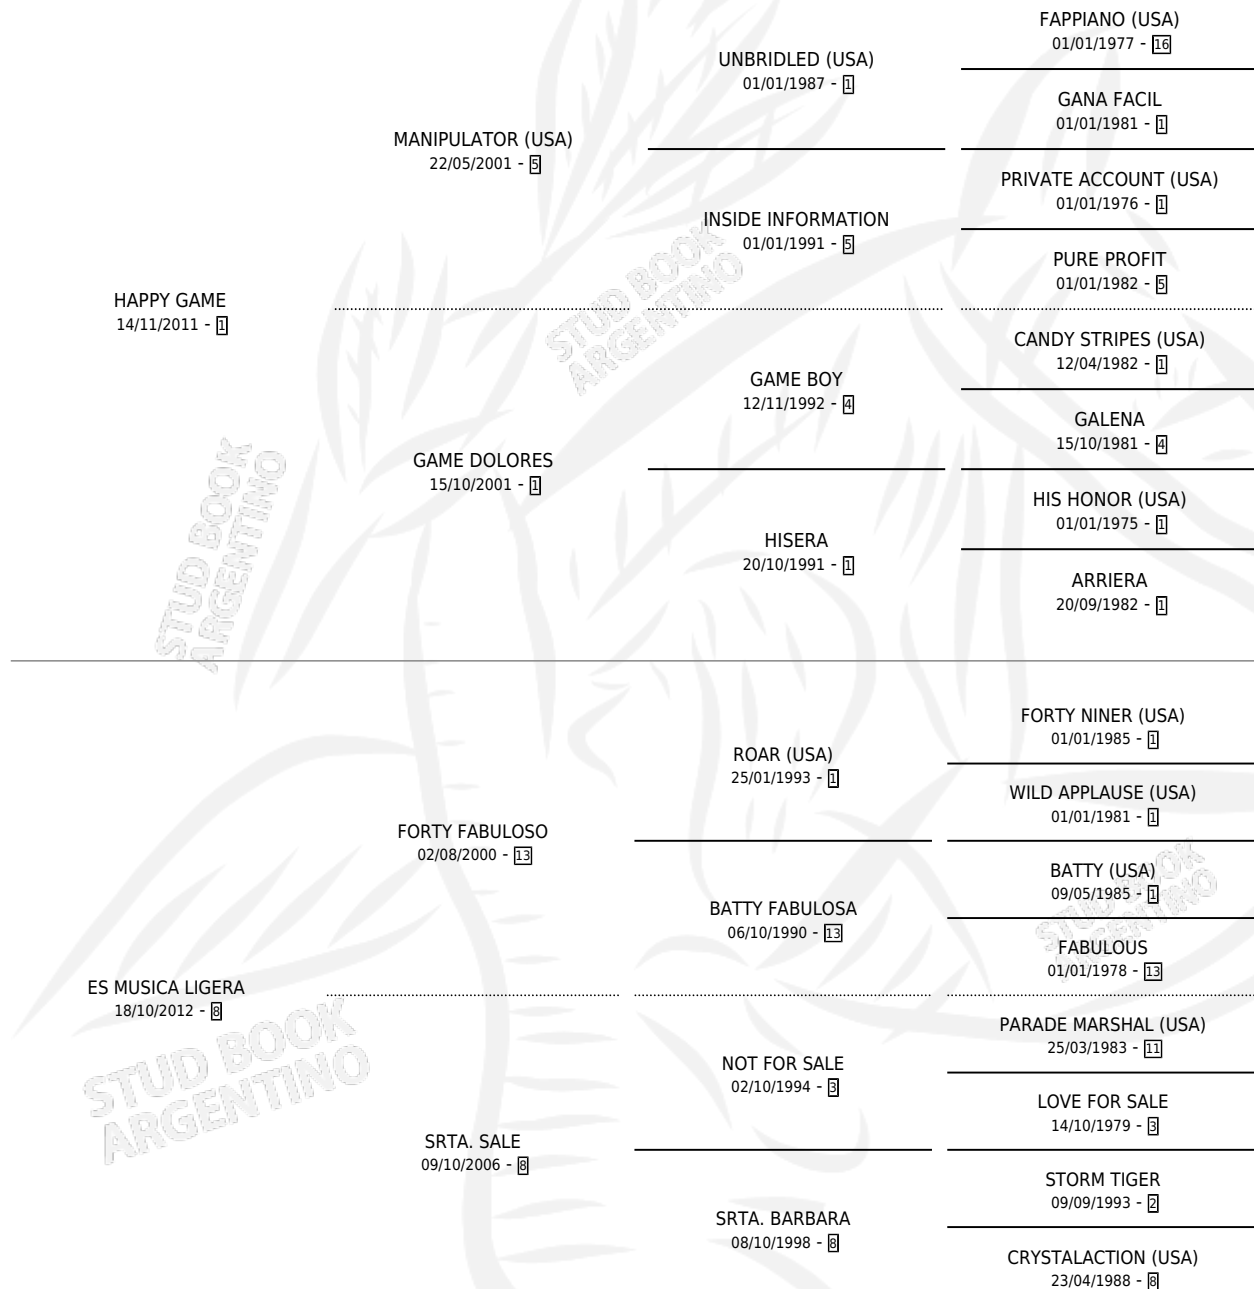 HAPPY GAME
14/11/2011 - 1
MANIPULATOR (USA)
22/05/2001 - 5
UNBRIDLED (USA)
01/01/1987 - 1
FAPPIANO (USA)
01/01/1977 - 16
GANA FACIL
01/01/1981 - 1
INSIDE INFORMATION
01/01/1991 - 5
PRIVATE ACCOUNT (USA)
01/01/1976 - 1
PURE PROFIT
01/01/1982 - 5
GAME DOLORES
15/10/2001 - 1
GAME BOY
12/11/1992 - 4
CANDY STRIPES (USA)
12/04/1982 - 1
GALENA
15/10/1981 - 4
HISERA
20/10/1991 - 1
HIS HONOR (USA)
01/01/1975 - 1
ARRIERA
20/09/1982 - 1
ES MUSICA LIGERA
18/10/2012 - 8
FORTY FABULOSO
02/08/2000 - 13
ROAR (USA)
25/01/1993 - 1
FORTY NINER (USA)
01/01/1985 - 1
WILD APPLAUSE (USA)
01/01/1981 - 1
BATTY FABULOSA
06/10/1990 - 13
BATTY (USA)
09/05/1985 - 1
FABULOUS
01/01/1978 - 13
SRTA. SALE
09/10/2006 - 8
NOT FOR SALE
02/10/1994 - 3
PARADE MARSHAL (USA)
25/03/1983 - 11
LOVE FOR SALE
14/10/1979 - 3
SRTA. BARBARA
08/10/1998 - 8
STORM TIGER
09/09/1993 - 2
CRYSTALACTION (USA)
23/04/1988 - 8
STUD BOOK
ARGENTINO
STUD BOOK
ARGENTINO
STUD BOOK
ARGENTINO
STUD BOOK
ARGENTINO